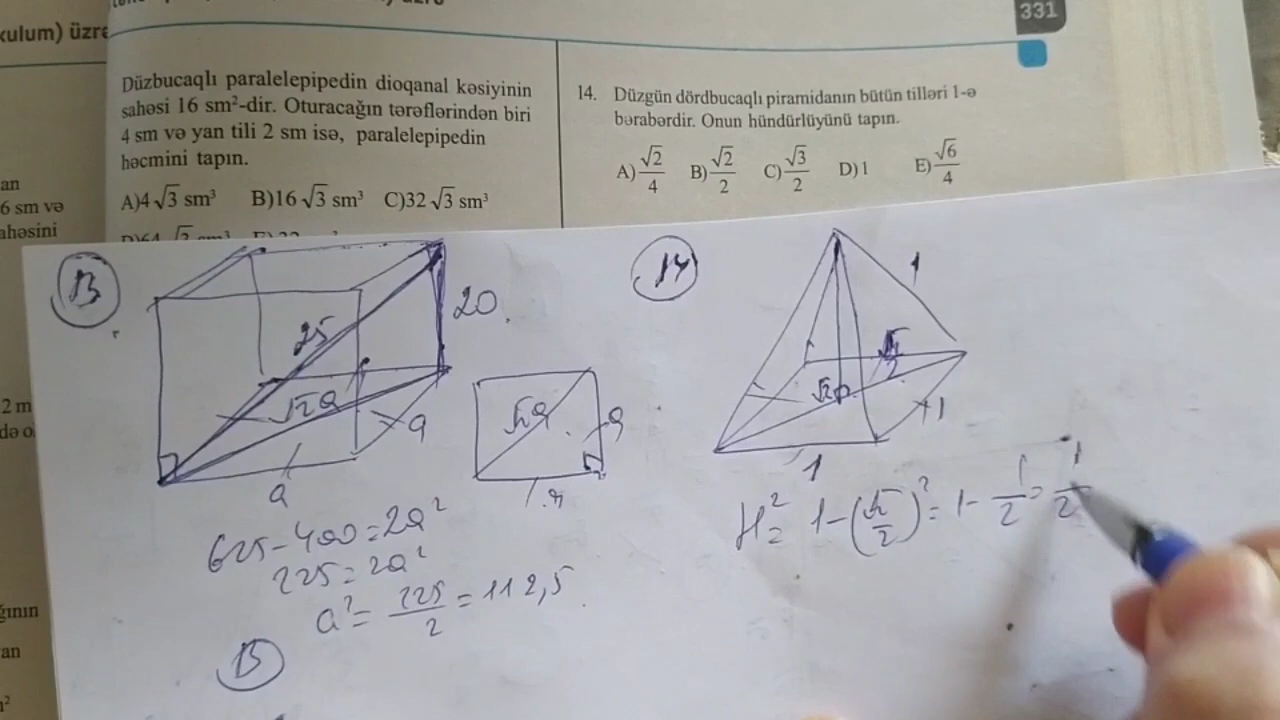 331
kulum) üzrə
Düzbucaqlı paralelepipedin dioqanal kəsiyinin
sahəsi 16 sm²-dir. Oturacağın tərəflərindən biri
4 sm və yan tili 2 sm isə, paralelepipedin
həcmini tapın.
A)4√3 sm³ B)16√3 sm³ C)32√3 sm³
14. Düzgün dördbucaqlı piramidanın bütün tilləri 1-ə
bərabərdir. Onun hündürlüyünü tapın.
A)√2/4 B)√2/2 C)√3/2 D)1 E)√6/4
an
6 sm və
ahəsini
2 m
də o
ğının
an
13
25
20
√2a
a
a
√2a
a
625-400=2a²
225=2a²
a²=225/2=112,5
15
14
1
1
1
H²=1-(√2/2)²=1-1/2=1/2